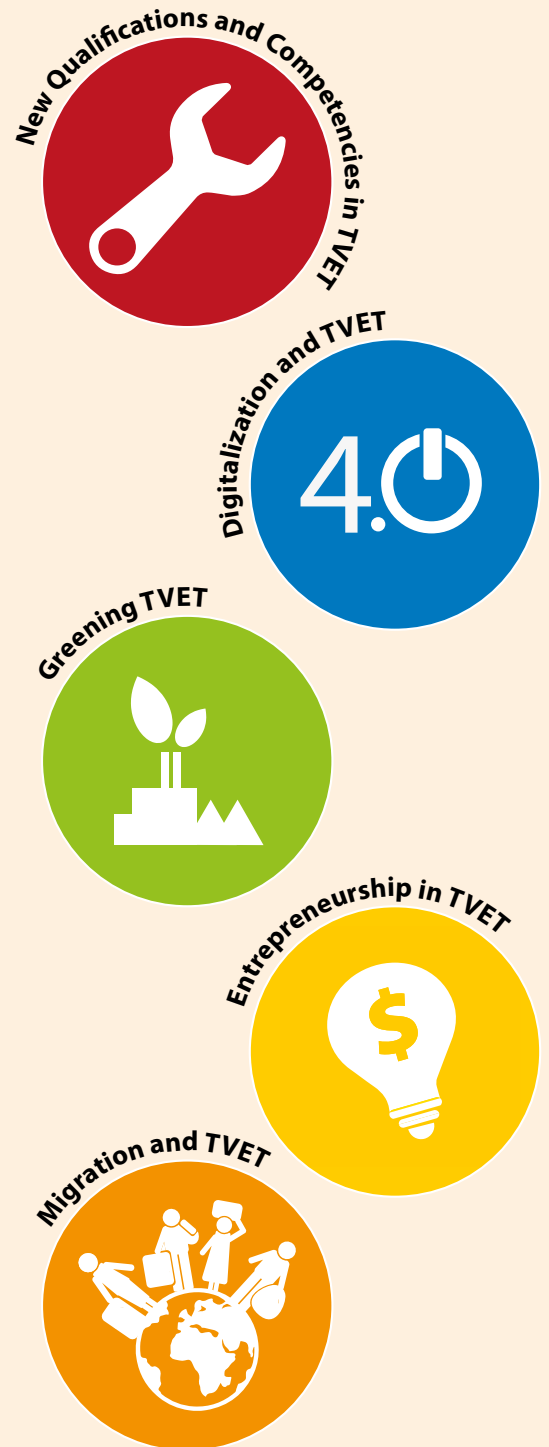 New Qualifications and Competencies in TVET
Digitalization and TVET
4.0
Greening TVET
Entrepreneurship in TVET
$
Migration and TVET